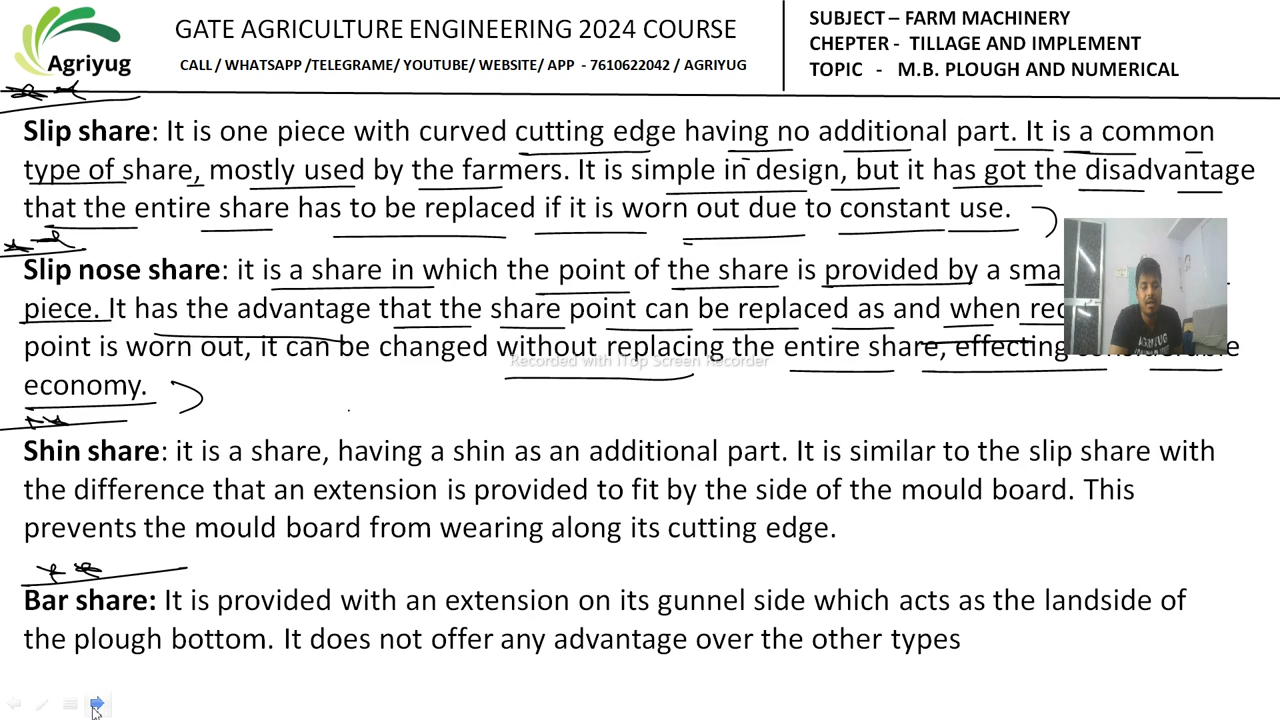 Agriyug
GATE AGRICULTURE ENGINEERING 2024 COURSE
CALL / WHATSAPP /TELEGRAME/ YOUTUBE/ WEBSITE/ APP - 7610622042 / AGRIYUG
SUBJECT – FARM MACHINERY
CHEPTER - TILLAGE AND IMPLEMENT
TOPIC - M.B. PLOUGH AND NUMERICAL
Slip share: It is one piece with curved cutting edge having no additional part. It is a common
type of share, mostly used by the farmers. It is simple in design, but it has got the disadvantage
that the entire share has to be replaced if it is worn out due to constant use.
Slip nose share: it is a share in which the point of the share is provided by a
piece. It has the advantage that the share point can be replaced as and when
point is worn out, it can be changed without replacing the entire share, effecting
economy.
Recorded with iTop Screen Recorder
Shin share: it is a share, having a shin as an additional part. It is similar to the slip share with
the difference that an extension is provided to fit by the side of the mould board. This
prevents the mould board from wearing along its cutting edge.
Bar share: It is provided with an extension on its gunnel side which acts as the landside of
the plough bottom. It does not offer any advantage over the other types
AGRIYUG